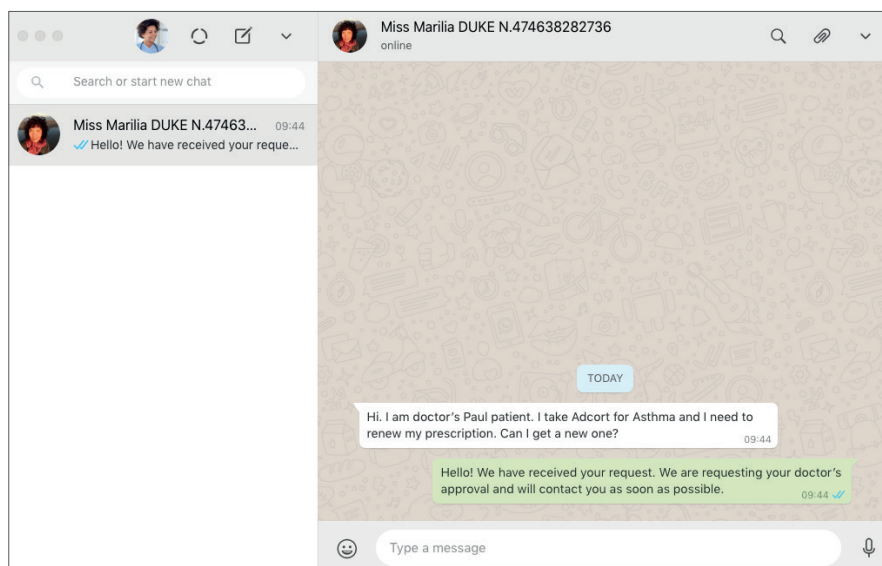 Search or start new chat
Miss Marilia DUKE N.47463... 09:44
Hello! We have received your reque...
Miss Marilia DUKE N.474638282736
online
TODAY
Hi. I am doctor's Paul patient. I take Adcort for Asthma and I need to
renew my prescription. Can I get a new one?
09:44
Hello! We have received your request. We are requesting your doctor's
approval and will contact you as soon as possible.
09:44
Type a message